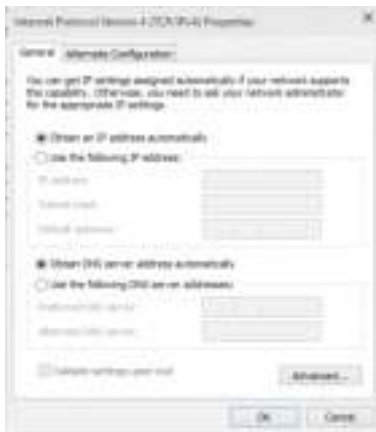 Internet Protocol Version 4 (TCP/IPv4) Properties
General
Alternate Configuration
You can get IP settings assigned automatically if your network supports
this capability. Otherwise, you need to ask your network administrator
for the appropriate IP settings.
Obtain an IP address automatically
Use the following IP address:
IP address:
Subnet mask:
Default gateway:
Obtain DNS server address automatically
Use the following DNS server addresses:
Preferred DNS server:
Alternate DNS server:
Validate settings upon exit
Advanced...
OK
Cancel